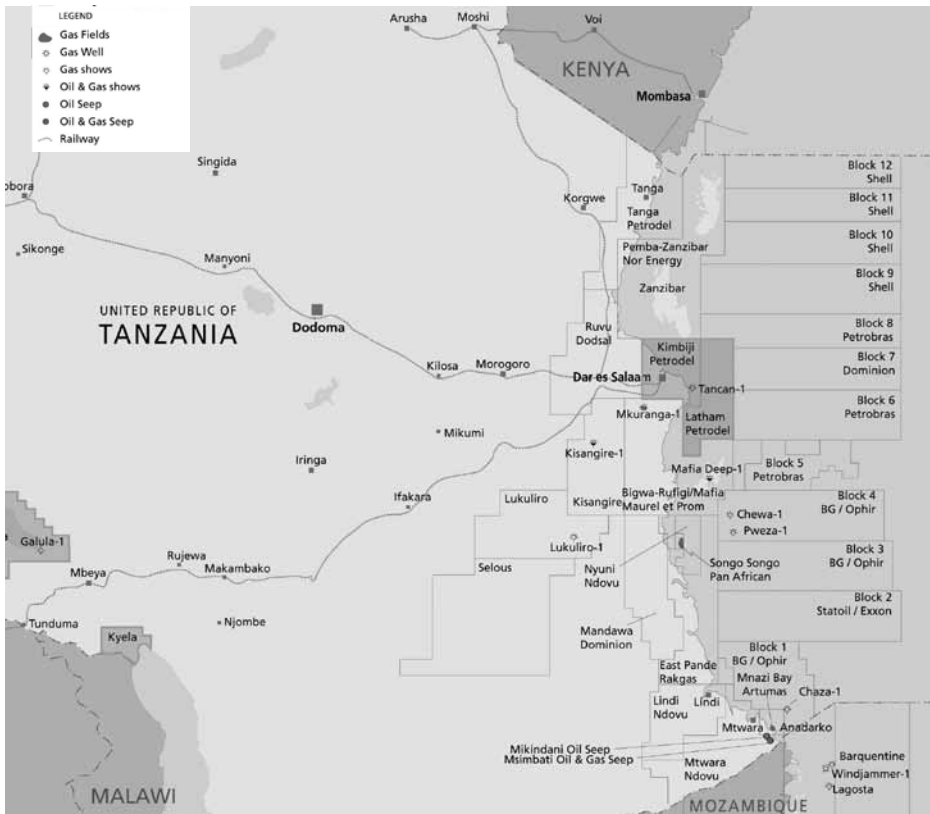 LEGEND
Gas Fields
Gas Well
Gas shows
Oil & Gas shows
Oil Seep
Oil & Gas Seep
Railway
Arusha
Moshi
Voi
KENYA
Mombasa
Singida
obora
Sikonge
Manyoni
Korgwe
Tanga
Tanga
Petrodel
Pemba-Zanzibar
Nor Energy
Zanzibar
Block 12
Shell
Block 11
Shell
Block 10
Shell
Block 9
Shell
Block 8
Petrobras
Block 7
Dominion
Block 6
Petrobras
UNITED REPUBLIC OF
TANZANIA
Dodoma
Ruvu
Dodsal
Kimbiji
Petrodel
Kilosa
Morogoro
Dar es Salaam
Tancan-1
Latham
Petrodel
Mkuranga-1
Mikumi
Kisangire-1
Iringa
Mafia Deep-1
Block 5
Petrobras
Ifakara
Lukuliro
Kisangire
Bigwa-Rufigi/Mafia
Maurel et Prom
Block 4
BG / Ophir
Chewa-1
Pweza-1
Galula-1
Lukuliro-1
Block 3
BG / Ophir
Rujewa
Mbeya
Makambako
Selous
Nyuni
Ndovu
Songo Songo
Pan African
Block 2
Statoil / Exxon
Tunduma
Kyela
Njombe
Mandawa
Dominion
Block 1
BG / Ophir
East Pande
Rakgas
Mnazi Bay
Artumas
Chaza-1
Lindi
Ndovu
Lindi
Mtwara
Anadarko
Mikindani Oil Seep
Msimbati Oil & Gas Seep
Mtwara
Ndovu
Barquentine
Windjammer-1
Lagosta
MALAWI
MOZAMBIQUE